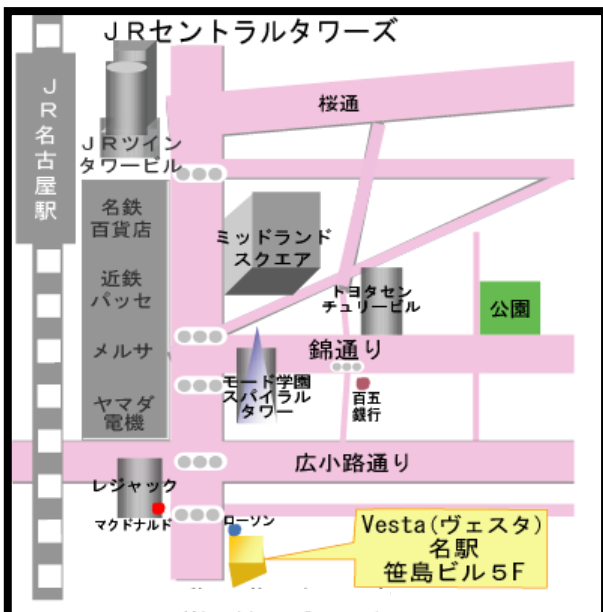 ＪＲセントラルタワーズ
ＪＲ名古屋駅
桜通
ＪＲツイン
タワービル
名鉄
百貨店
ミッドランド
スクエア
近鉄
パッセ
トヨタセン
チュリービル
公園
メルサ
錦通り
モード学園
スパイラル
タワー
百五
銀行
ヤマダ
電機
広小路通り
レジャック
マクドナルド
ローソン
Vesta(ヴェスタ)
名駅
笹島ビル５F